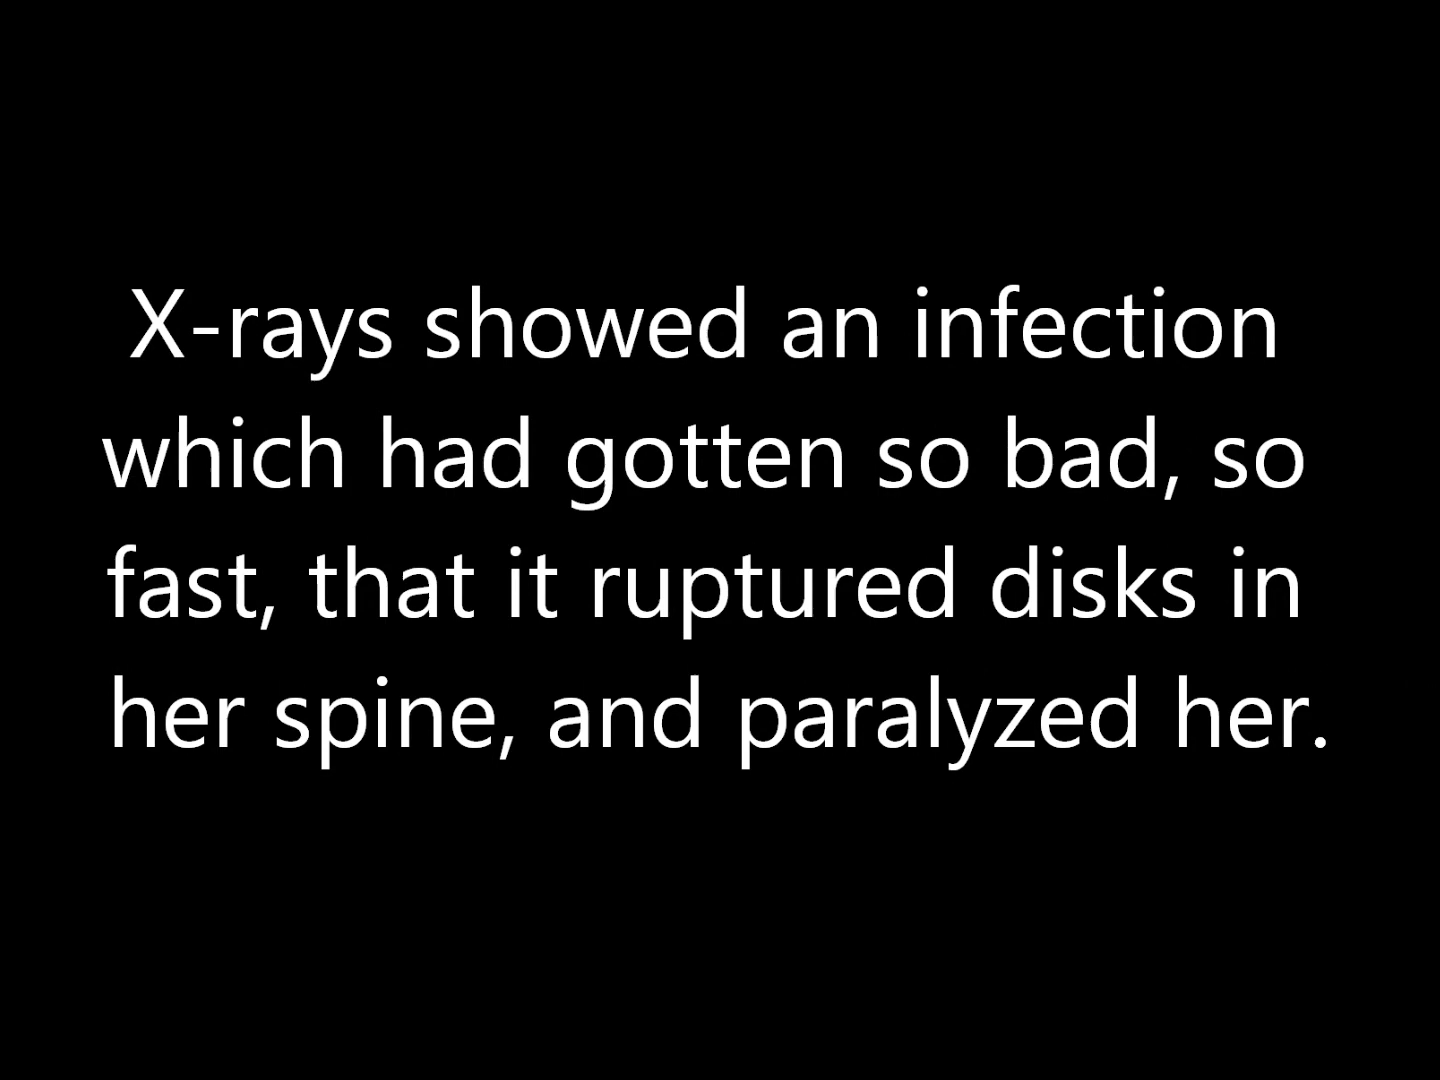 X-rays showed an infection
which had gotten so bad, so
fast, that it ruptured disks in
her spine, and paralyzed her.